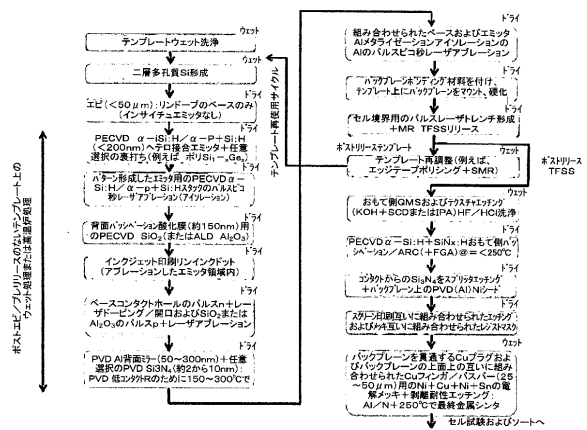 ウェット
テンプレートウェット洗浄
ウェット
二層多孔質Si形成
ドライ
エピ(<50μm):リンドープのベースのみ
(インサイチュエミッタなし)
ドライ
PECVD α-iSi:H/α-P+Si:H
(<200nm)ヘテロ接合エミッタ+任意
選択の裏打ち(例えば ポリSi₁₋ₓGeₓ)
ドライ
パターン形成したエミッタ用のPECVDα-
Si:H/α-p+Si:Hスタックのパルスピコ
秒レーザアブレーション(アイソレーション)
ドライ
背面パッシベーション酸化膜(約150nm)用
のPECVD SiO₂(またはALD Al₂O₃)
ドライ
インクジェット印刷リンインクドット
(アブレーションしたエミッタ領域内)
ドライ
ベースコンタクトホールのパルスn+レー
ザドーピング/開口およびSiO₂または
Al₂O₃のパルスp+レーザアブレーション
ドライ
PVD Al背面ミラー(50~300nm)+任意
選択のPVD Si3N₄(約2から10nm):
PVD 低コンタクトRのために150~300℃で
ポストエピ/プレリリースのないテンプレート上の
ウェット処理または高温炉処理
テンプレート再使用サイクル
ドライ
組み合わせられたベースおよびエミッタ
Alメタライゼーションアイソレーションの
Alのパルスピコ秒レーザアブレーション
ドライ
バックプレーンボンディング材料を付け、
テンプレート上にバックプレーンをマウント、硬化
ドライ
セル境界用のパルスレーザトレンチ形成
+MR TFSSリリース
ポストリリーステンプレート
ウェット
テンプレート再調整(例えば、
エッジテープポリシング+SMR)
ポストリリース
TFSS
ウェット
おもて側QMSおよびテクスチャエッチング
(KOH+SCDまたはIPA)HF/HCl洗浄
ドライ
PECVDα-Si:H+SiNx:Hおもて側パッ
シベーション/ARC(+FGA)@=<250℃
ドライ
コンタクトからのSi₃N₄をスプリッタエッチング
+バックプレーン上のPVD(Al)Niシード
ドライ
スクリーン印刷互いに組み合わせられたエッチング
およびメッキ互いに組み合わせられたレジストマスク
ウェット
バックプレーンを貫通するCuプラグおよ
びバックプレーンの上面上の互いに組み
合わせられたCuフィンガ/バスバー(25
~50μm)用のNi+Cu+Ni+Snの電
解メッキ+剥離耐性エッチング:
Al/N+250℃で最終金属シンタ
セル試験およびソートへ